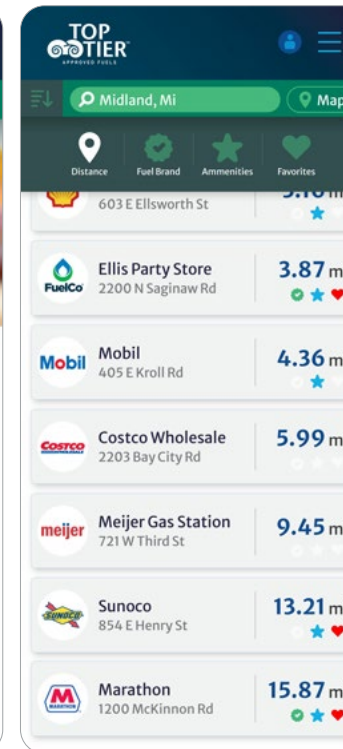 TOP
TIER
APPROVED FUELS
Midland, Mi
Map
Distance
Fuel Brand
Ammenities
Favorites
603 E Ellsworth St
Ellis Party Store
3.87 m
FuelCo
2200 N Saginaw Rd
Mobil
Mobil
4.36 m
405 E Kroll Rd
COSTCO
Costco Wholesale
5.99 m
2203 Bay City Rd
meijer
Meijer Gas Station
9.45 m
721 W Third St
SUNOCO
Sunoco
13.21 m
854 E Henry St
MARATHON
Marathon
15.87 m
1200 McKinnon Rd